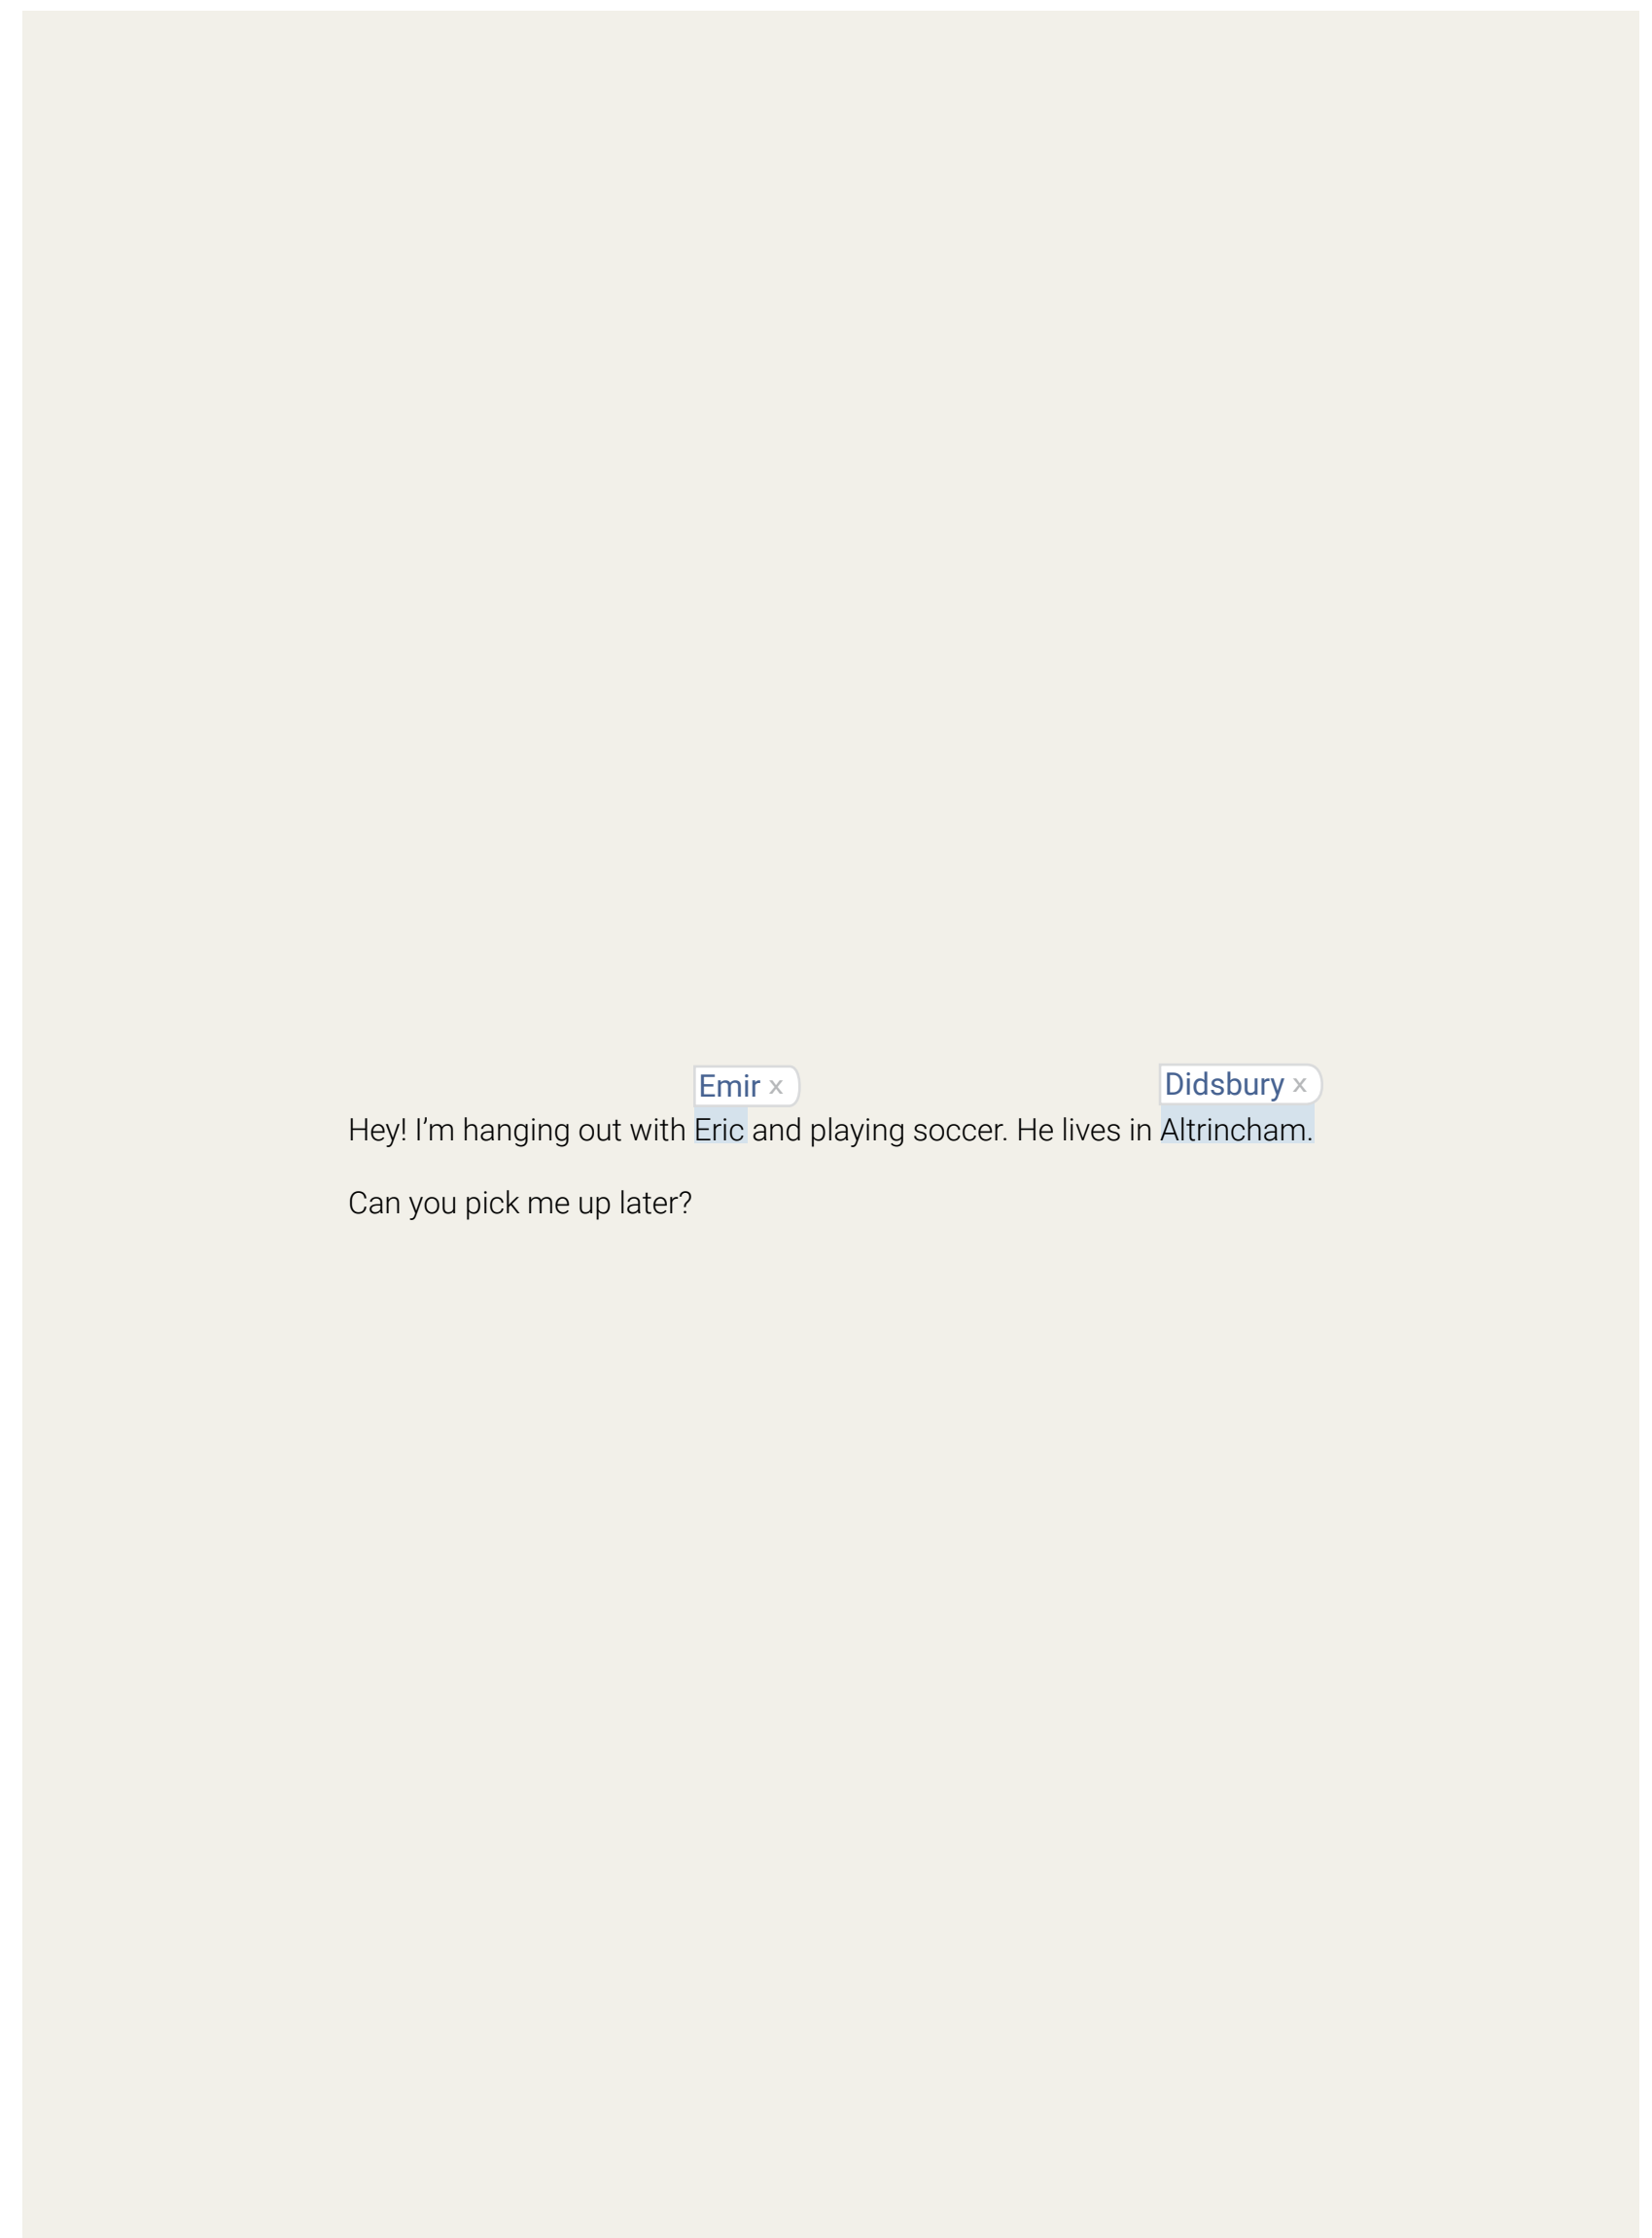 Emir x Didsbury x
Hey! I’m hanging out with Eric and playing soccer. He lives in Altrincham.
Can you pick me up later?